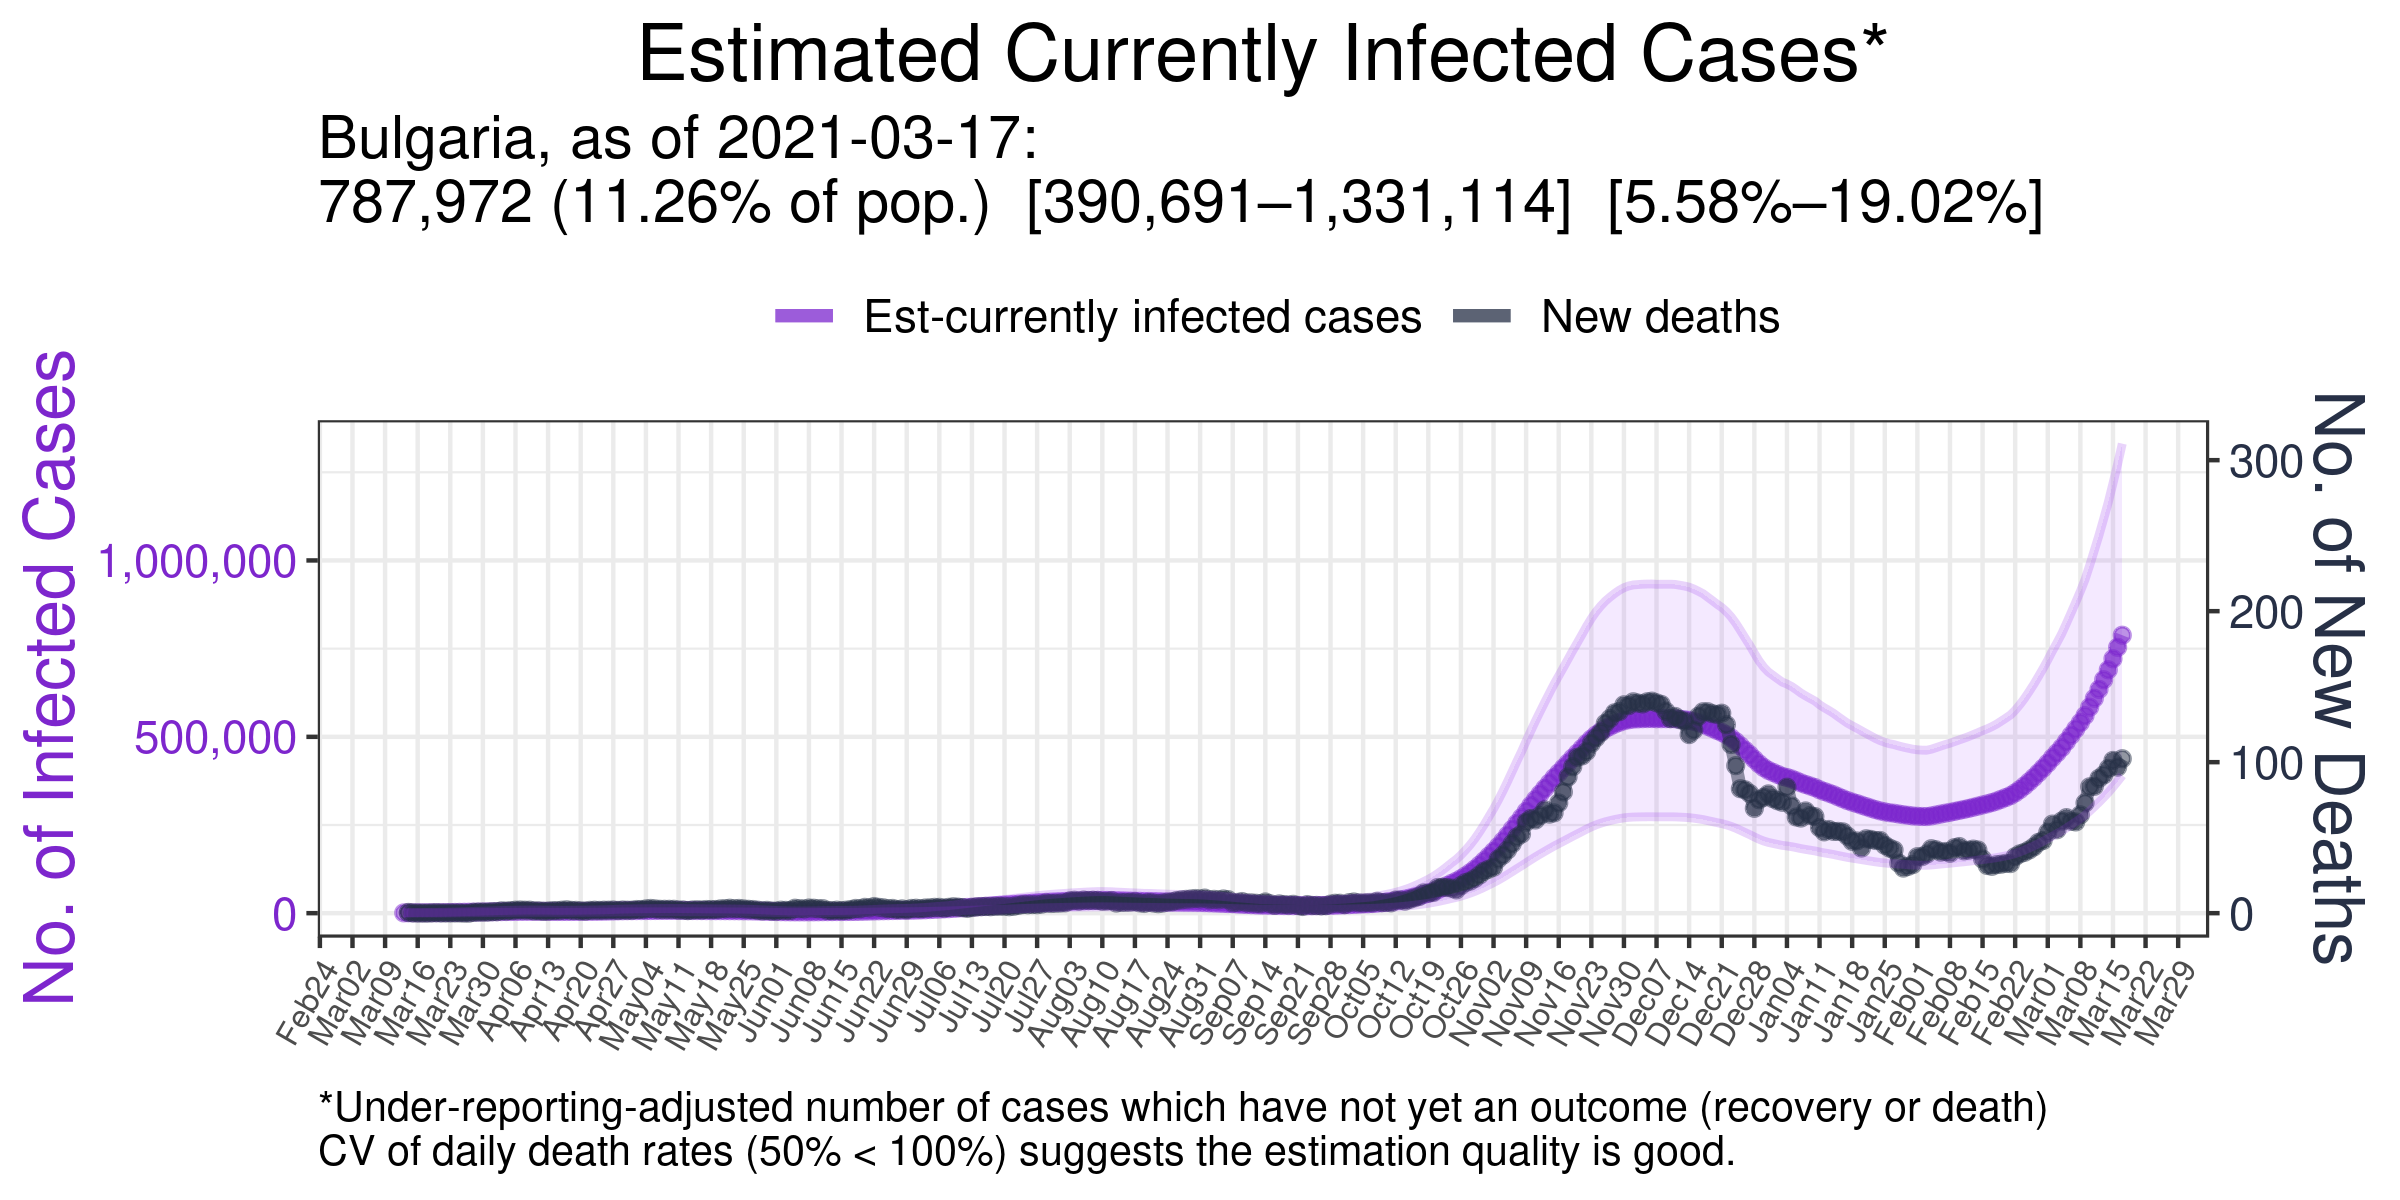 Estimated Currently Infected Cases*
Bulgaria, as of 2021-03-17:
787,972 (11.26% of pop.) [390,691–1,331,114] [5.58%–19.02%]
Est-currently infected cases
New deaths
No. of Infected Cases
1,000,000
500,000
0
No. of New Deaths
300
200
100
0
Feb24
Mar02
Mar09
Mar16
Mar23
Mar30
Apr06
Apr13
Apr20
Apr27
May04
May11
May18
May25
Jun01
Jun08
Jun15
Jun22
Jun29
Jul06
Jul13
Jul20
Jul27
Aug03
Aug10
Aug17
Aug24
Aug31
Sep07
Sep14
Sep21
Sep28
Oct05
Oct12
Oct19
Oct26
Nov02
Nov09
Nov16
Nov23
Nov30
Dec07
Dec14
Dec21
Dec28
Jan04
Jan11
Jan18
Jan25
Feb01
Feb08
Feb15
Feb22
Mar01
Mar08
Mar15
Mar22
Mar29
*Under-reporting-adjusted number of cases which have not yet an outcome (recovery or death)
CV of daily death rates (50% < 100%) suggests the estimation quality is good.